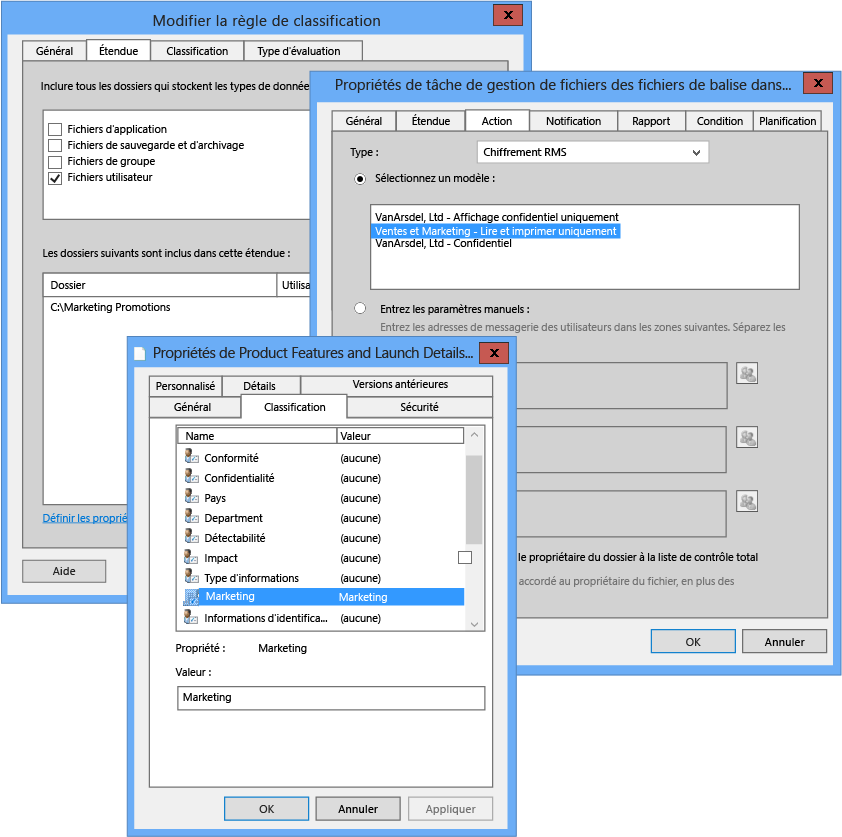 Modifier la règle de classification
Général
Étendue
Classification
Type d'évaluation
Inclure tous les dossiers qui stockent les types de donnée
Fichiers d'application
Fichiers de sauvegarde et d'archivage
Fichiers de groupe
Fichiers utilisateur
Les dossiers suivants sont inclus dans cette étendue :
Dossier
Utilisa
C:\Marketing Promotions
Définir les proprié
Aide
Propriétés de tâche de gestion de fichiers des fichiers de balise dans...
Général
Étendue
Action
Notification
Rapport
Condition
Planification
Type :
Chiffrement RMS
Sélectionnez un modèle :
VanArsdel, Ltd - Affichage confidentiel uniquement
Ventes et Marketing - Lire et imprimer uniquement
VanArsdel, Ltd - Confidentiel
Entrez les paramètres manuels :
Entrez les adresses de messagerie des utilisateurs dans les zones suivantes. Séparez les
le propriétaire du dossier à la liste de contrôle total
accordé au propriétaire du fichier, en plus des
OK
Annuler
Propriétés de Product Features and Launch Details...
Personnalisé
Détails
Versions antérieures
Général
Classification
Sécurité
Name Valeur
Conformité (aucune)
Confidentialité (aucune)
Pays (aucune)
Department (aucune)
Détectabilité (aucune)
Impact (aucune)
Type d'informations (aucune)
Marketing Marketing
Informations d'identifica... (aucune)
Propriété : Marketing
Valeur :
Marketing
OK
Annuler
Appliquer